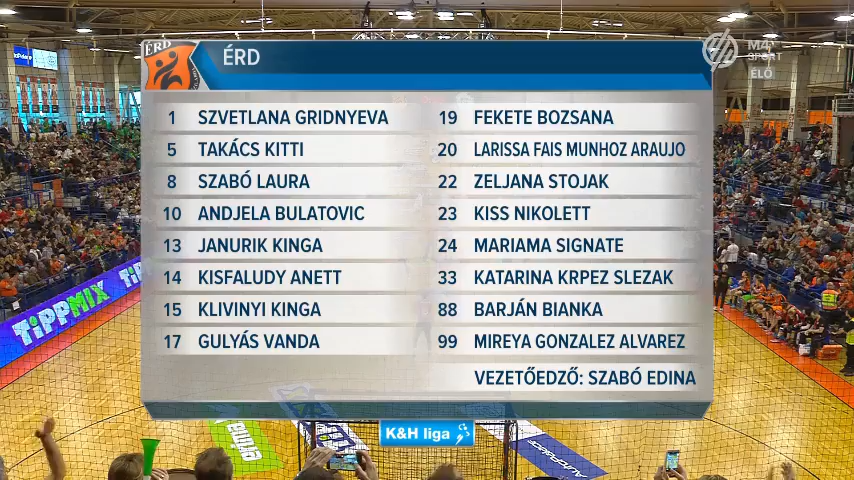 ÉRD
ÉRD
M4
SPORT
ÉLŐ
1 SZVETLANA GRIDNYEVA
5 TAKÁCS KITTI
8 SZABÓ LAURA
10 ANDJELA BULATOVIC
13 JANURIK KINGA
14 KISFALUDY ANETT
15 KLIVINYI KINGA
17 GULYÁS VANDA
19 FEKETE BOZSANA
20 LARISSA FAIS MUNHOZ ARAUJO
22 ZELJANA STOJAK
23 KISS NIKOLETT
24 MARIAMA SIGNATE
33 KATARINA KRPEZ SLEZAK
88 BARJÁN BIANKA
99 MIREYA GONZALEZ ALVAREZ
VEZETŐEDZŐ: SZABÓ EDINA
TiPPMIX
K&H liga
AutoPalace